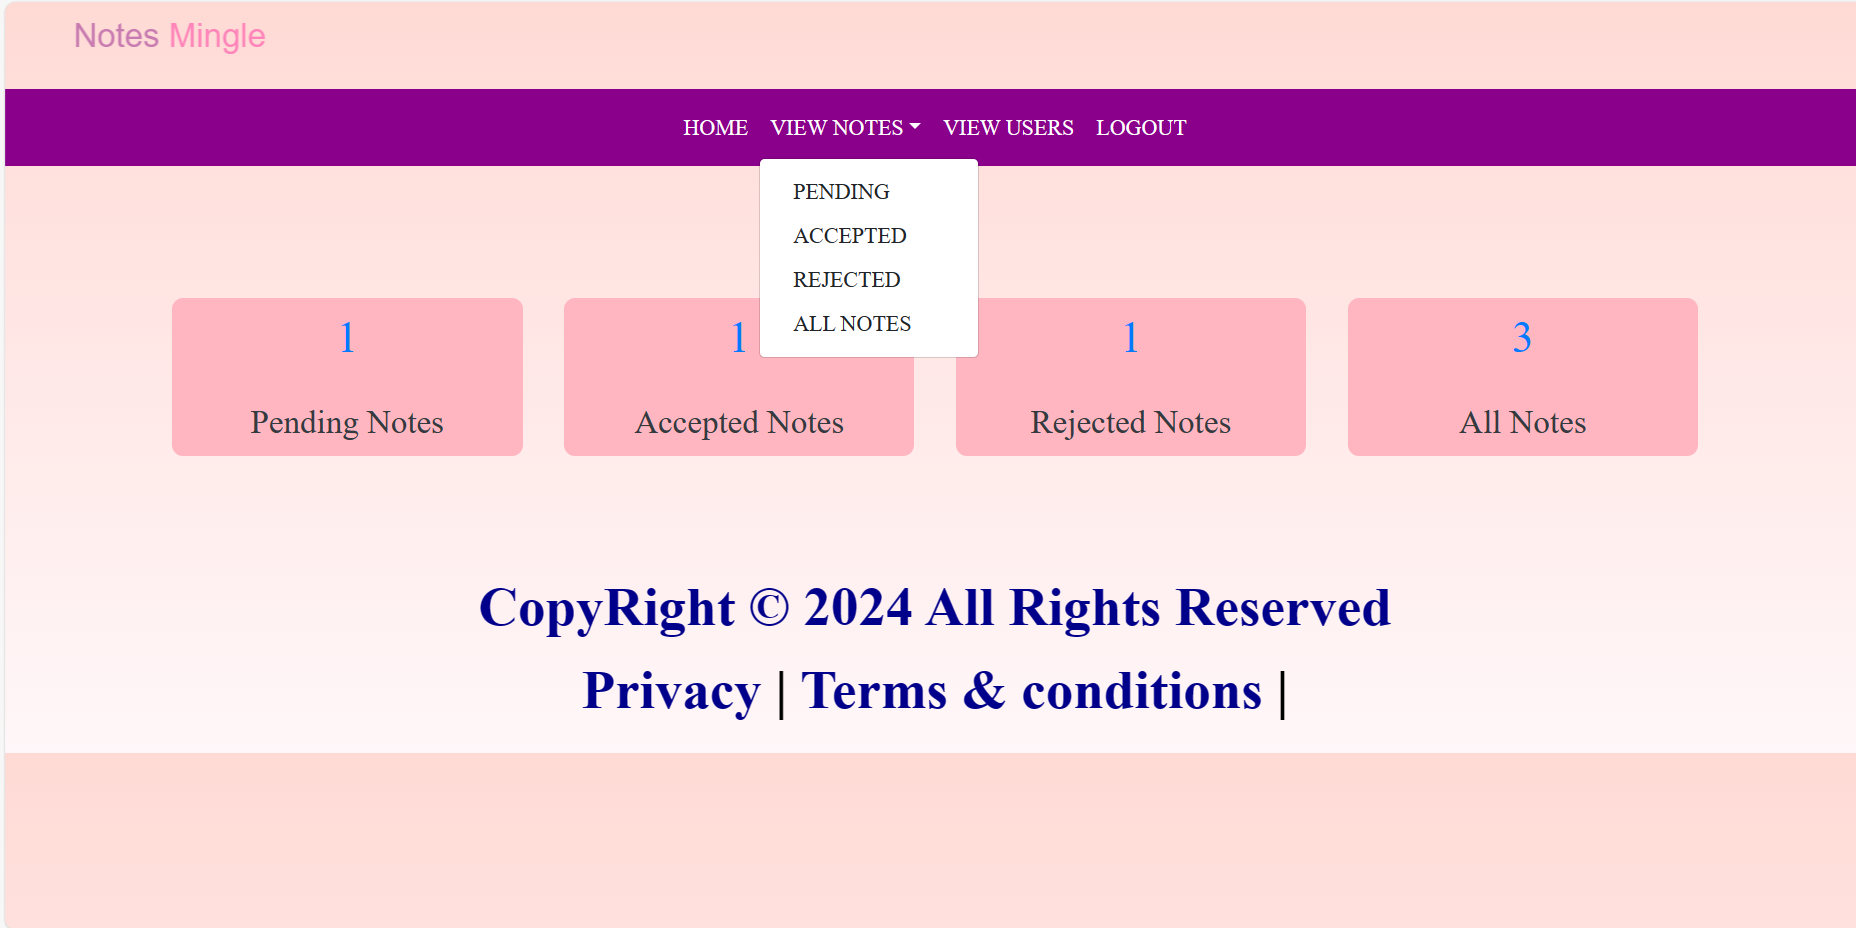 Notes Mingle
HOME VIEW NOTES VIEW USERS LOGOUT
PENDING
ACCEPTED
REJECTED
ALL NOTES
1
Pending Notes
1
Accepted Notes
1
Rejected Notes
3
All Notes
CopyRight © 2024 All Rights Reserved
Privacy | Terms & conditions |